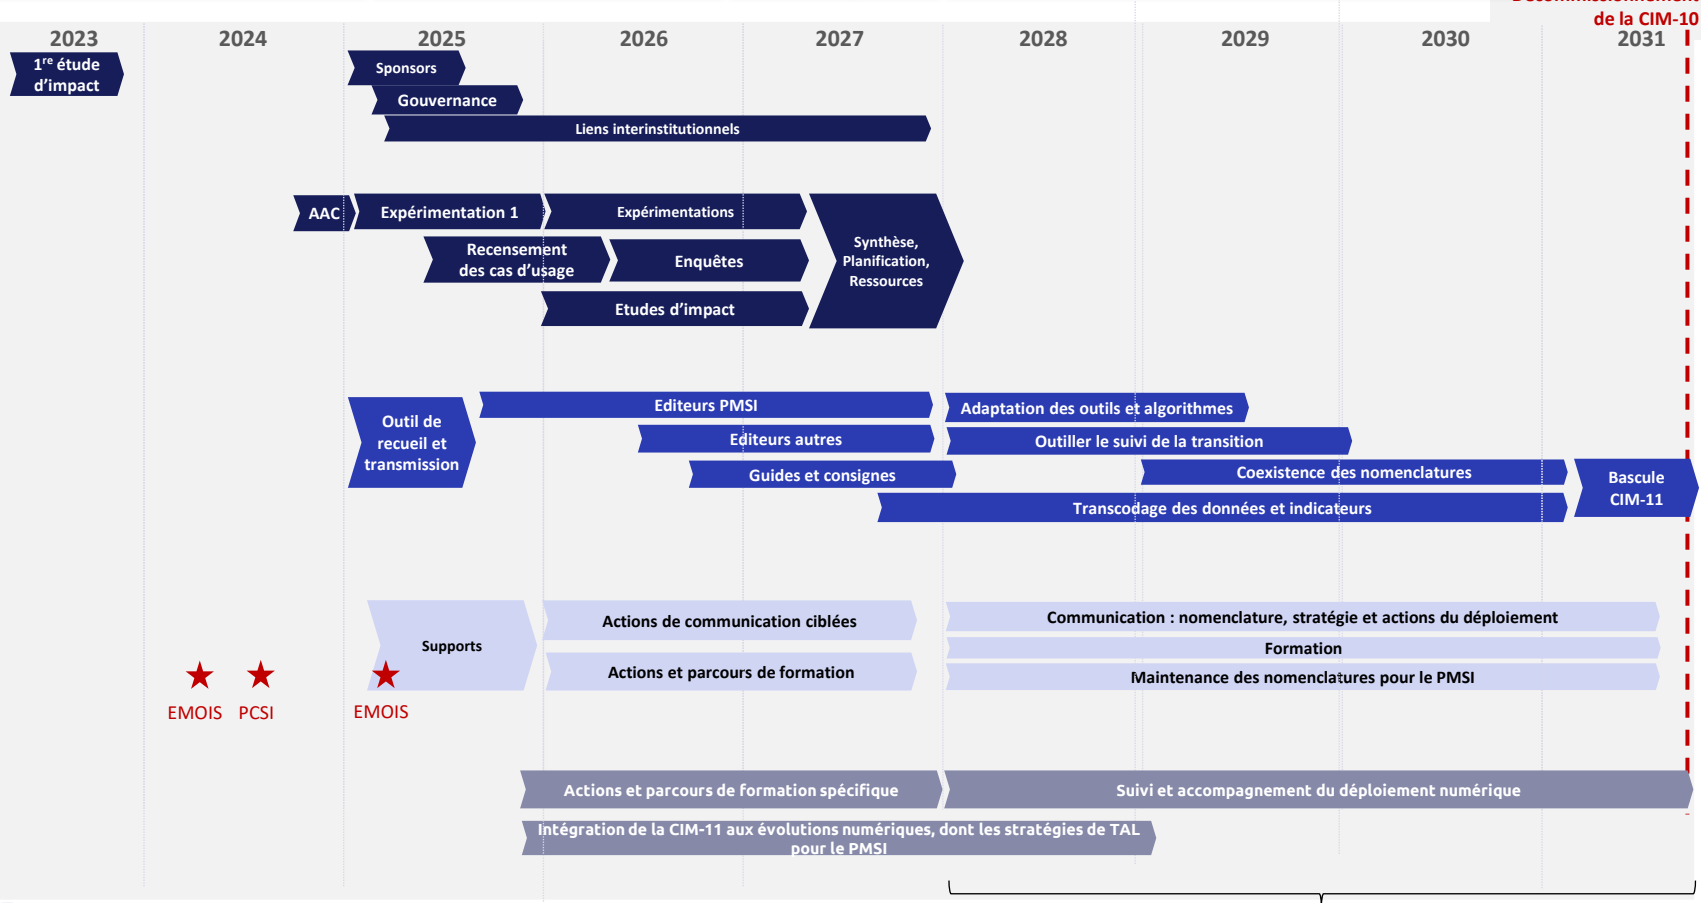 Décommissionnement
de la CIM-10
2023
2024
2025
2026
2027
2028
2029
2030
2031
1re étude
d'impact
Sponsors
Gouvernance
Liens interinstitutionnels
AAC
Expérimentation 1
Expérimentations
Recensement
des cas d'usage
Enquêtes
Etudes d'impact
Synthèse,
Planification,
Ressources
Outil de
recueil et
transmission
Editeurs PMSI
Editeurs autres
Guides et consignes
Adaptation des outils et algorithmes
Outiller le suivi de la transition
Coexistence des nomenclatures
Transcodage des données et indicateurs
Bascule
CIM-11
Supports
Actions de communication ciblées
Actions et parcours de formation
Communication : nomenclature, stratégie et actions du déploiement
Formation
Maintenance des nomenclatures pour le PMSI
EMOIS
PCSI
EMOIS
Actions et parcours de formation spécifique
Suivi et accompagnement du déploiement numérique
Intégration de la CIM-11 aux évolutions numériques, dont les stratégies de TAL
pour le PMSI